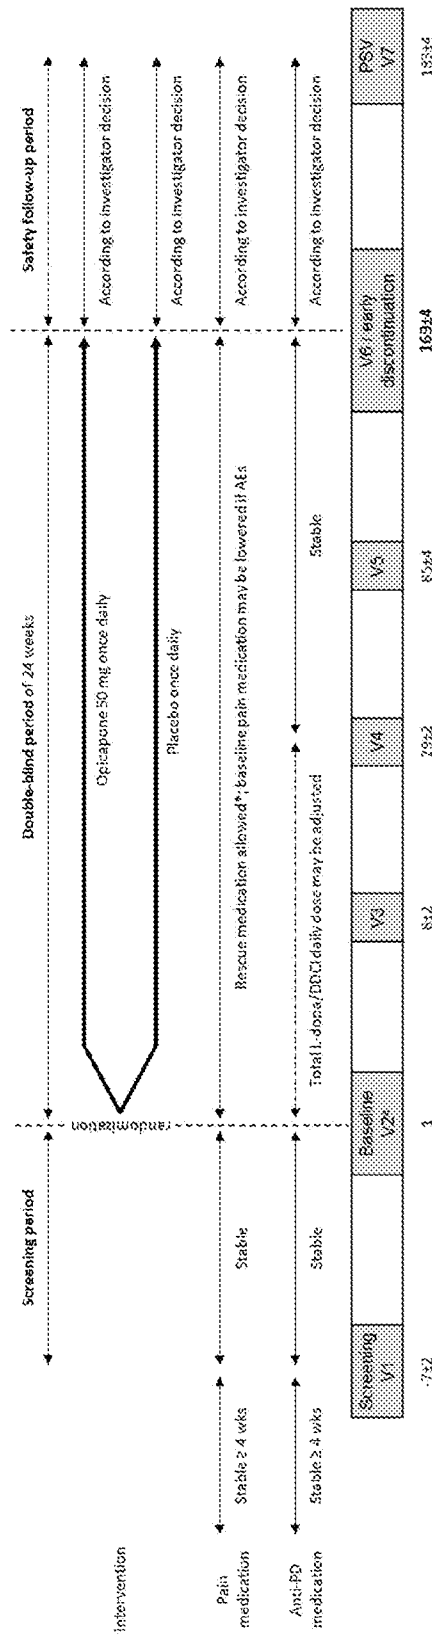 Screening period
Double-blind period of 24 weeks
Safety follow-up period
Intervention
randomization
Opicapone 50 mg once daily
According to investigator decision
Placebo once daily
According to investigator decision
Pain
medication
Stable ≥ 4 wks
Stable
Rescue medication allowed*; baseline pain medication may be lowered if AEs
According to investigator decision
Anti-PD
medication
Stable ≥ 4 wks
Stable
Total L-dopa/DDCI daily dose may be adjusted
Stable
According to investigator decision
Screening
V1
Baseline
V3
V4
V5
V6 / early
discontinuation
PSV
V7
-7±2
1
8±2
85±4
169±4
183±4